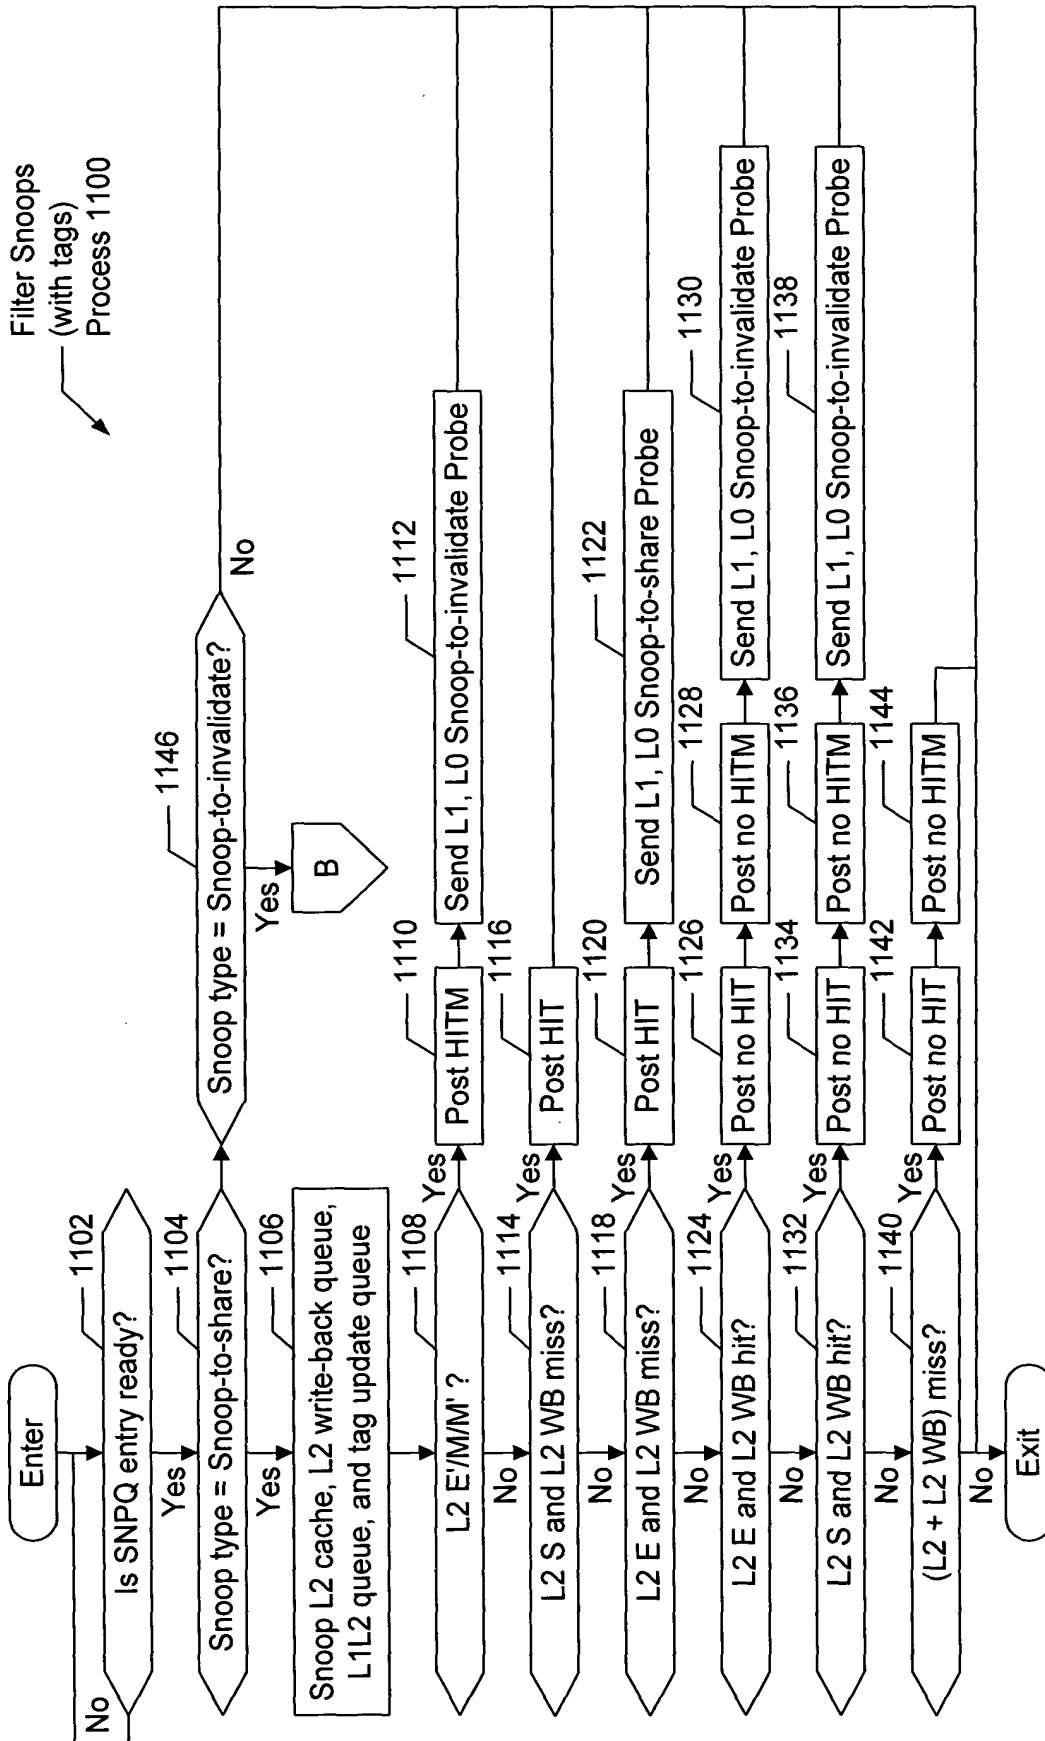 Filter Snoops
(with tags)
Process 1100
Enter
1102
Is SNPQ entry ready?
No
Yes
1104
Snoop type = Snoop-to-share?
1146
Snoop type = Snoop-to-invalidate?
No
Yes
B
Yes
1106
Snoop L2 cache, L2 write-back queue,
L1L2 queue, and tag update queue
1108
L2 E'/M/M' ?
Yes
1110
Post HITM
1112
Send L1, L0 Snoop-to-invalidate Probe
No
1114
L2 S and L2 WB miss?
Yes
1116
Post HIT
No
1118
L2 E and L2 WB miss?
Yes
1120
Post HIT
1122
Send L1, L0 Snoop-to-share Probe
No
1124
L2 E and L2 WB hit?
Yes
1126
Post no HIT
1128
Post no HITM
1130
Send L1, L0 Snoop-to-invalidate Probe
No
1132
L2 S and L2 WB hit?
Yes
1134
Post no HIT
1136
Post no HITM
1138
Send L1, L0 Snoop-to-invalidate Probe
No
1140
(L2 + L2 WB) miss?
Yes
1142
Post no HIT
1144
Post no HITM
No
Exit